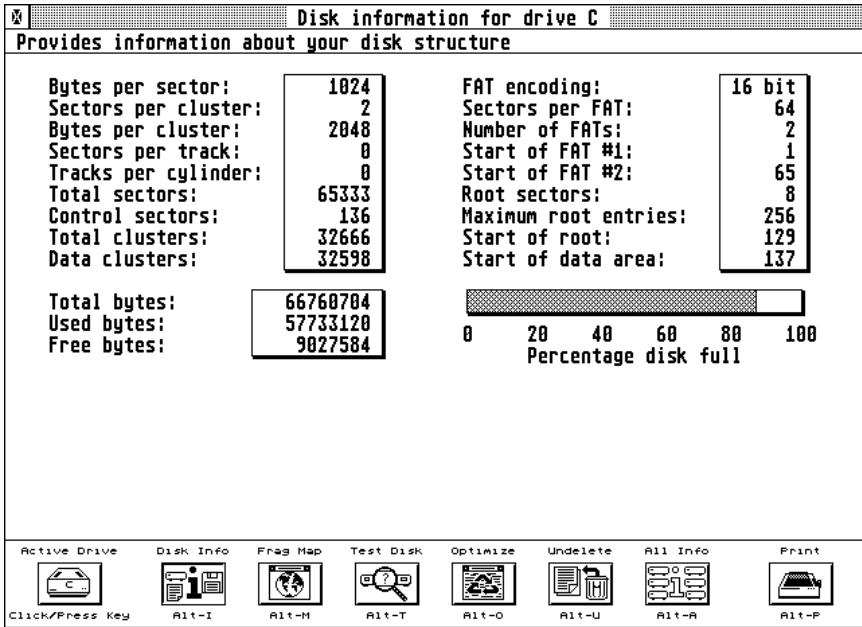 Disk information for drive C
Provides information about your disk structure
Bytes per sector: 1024
Sectors per cluster: 2
Bytes per cluster: 2048
Sectors per track: 0
Tracks per cylinder: 0
Total sectors: 65333
Control sectors: 136
Total clusters: 32666
Data clusters: 32598
Total bytes: 66760704
Used bytes: 57733120
Free bytes: 9027584
FAT encoding: 16 bit
Sectors per FAT: 64
Number of FATs: 2
Start of FAT #1: 1
Start of FAT #2: 65
Root sectors: 8
Maximum root entries: 256
Start of root: 129
Start of data area: 137
0 20 40 60 80 100
Percentage disk full
Active Drive Disk Info Frag Map Test Disk Optimize Undelete All Info Print
C ?
Click/Press Key Alt-I Alt-M Alt-T Alt-O Alt-U Alt-A Alt-P